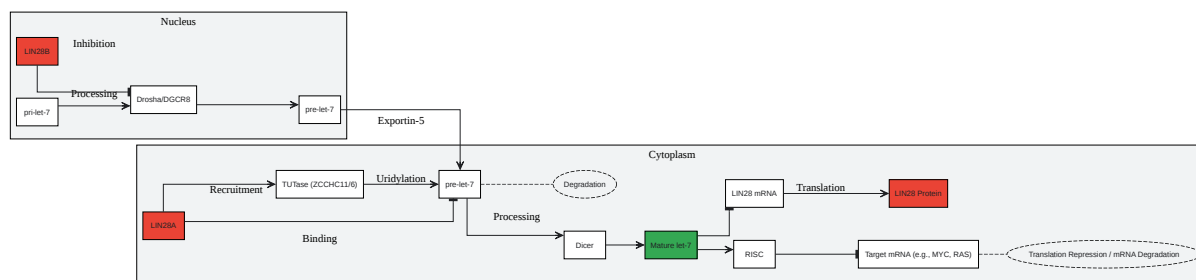 Nucleus
LIN28B
Inhibition
Processing
Drosha/DGCR8
pri-let-7
pre-let-7
Exportin-5
Cytoplasm
TUTase (ZCCHC11/6)
Uridylation
pre-let-7
Degradation
Recruitment
LIN28A
Binding
Processing
Dicer
Mature let-7
LIN28 mRNA
Translation
LIN28 Protein
RISC
Target mRNA (e.g., MYC, RAS)
Translation Repression / mRNA Degradation